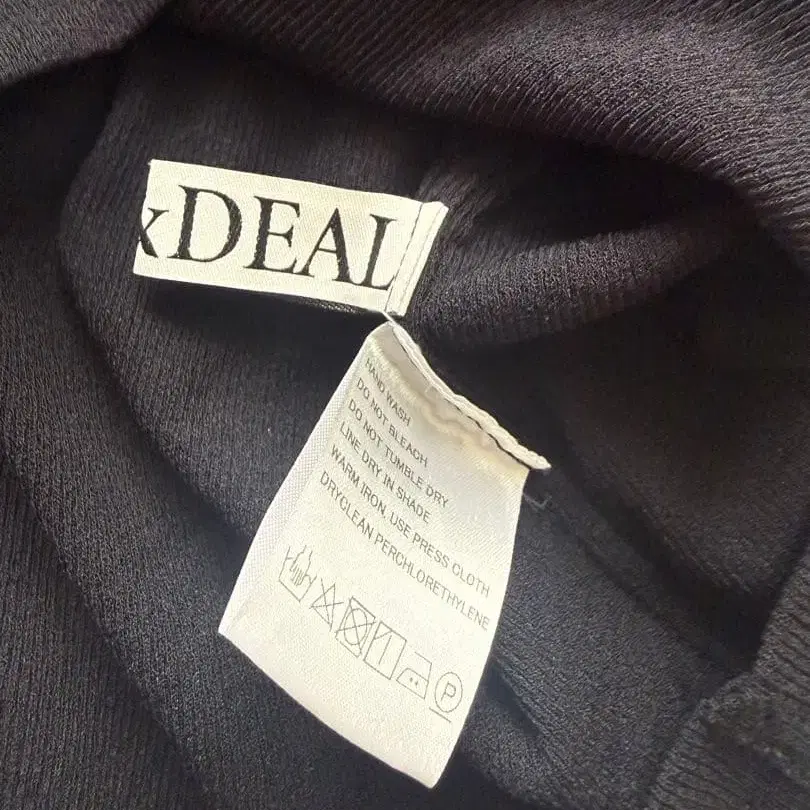 xDEAL
HAND WASH
DO NOT BLEACH
DO NOT TUMBLE DRY
LINE DRY IN SHADE
WARM IRON, USE PRESS CLOTH
DRYCLEAN PERCHLORETHYLENE
P